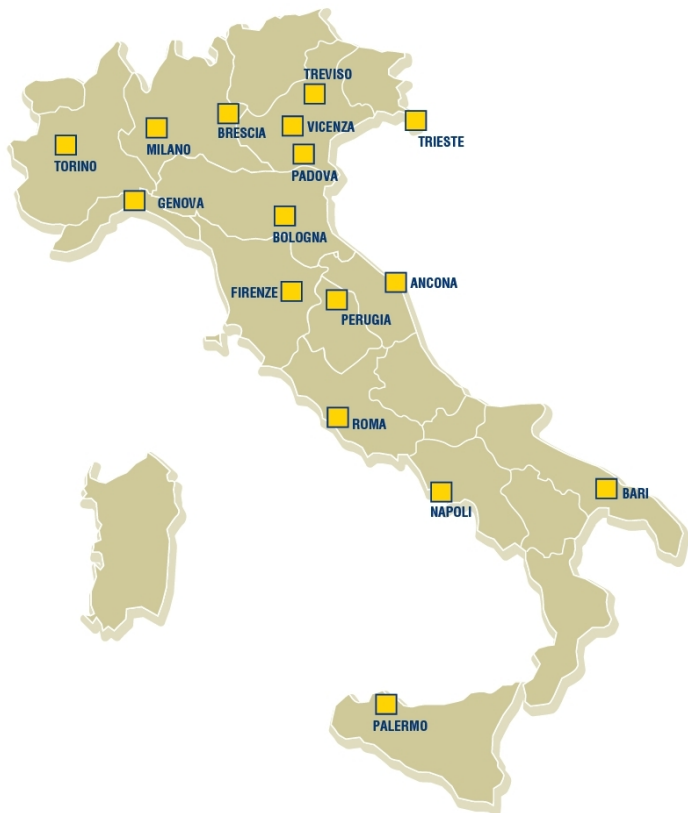 TREVISO
BRESCIA
VICENZA
TRIESTE
MILANO
TORINO
PADOVA
GENOVA
BOLOGNA
ANCONA
FIRENZE
PERUGIA
ROMA
BARI
NAPOLI
PALERMO